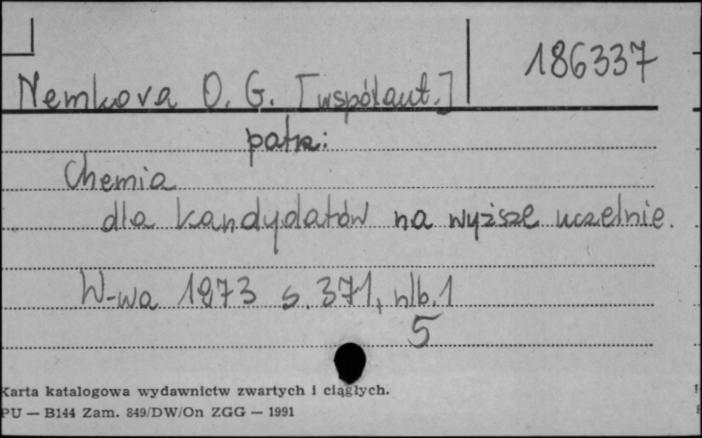 186337
Nemkova O. G. [współaut.]
patrz:
Chemia
dla kandydatów na wyższe uczelnie.
W-wa 1973 s. 371, nlb. 1
5
Karta katalogowa wydawnictw zwartych i ciągłych.
PU — B144 Zam. 849/DW/On ZGG — 1991